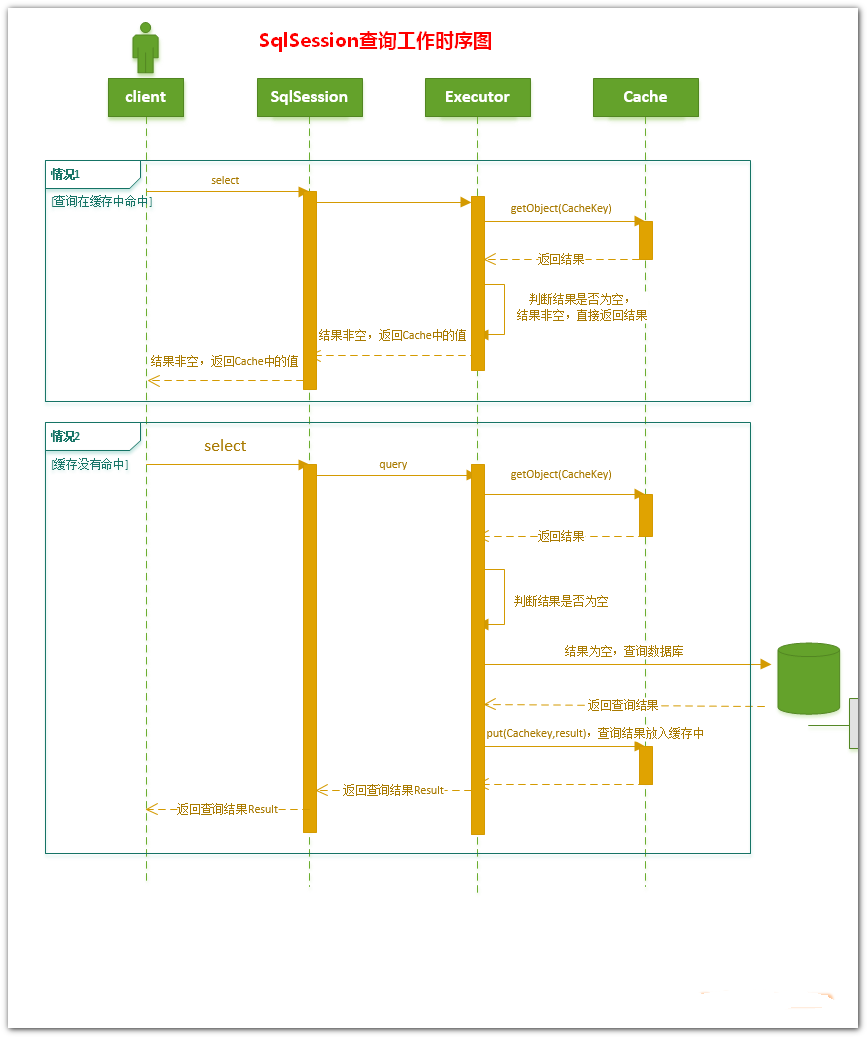 SqlSession查询工作时序图
client
SqlSession
Executor
Cache
情况1
[查询在缓存中命中]
select
getObject(CacheKey)
返回结果
判断结果是否为空，
结果非空，直接返回结果
结果非空，返回Cache中的值
结果非空，返回Cache中的值
情况2
[缓存没有命中]
select
query
getObject(CacheKey)
返回结果
判断结果是否为空
结果为空，查询数据库
返回查询结果
put(Cachekey,result)，查询结果放入缓存中
返回查询结果Result
返回查询结果Result